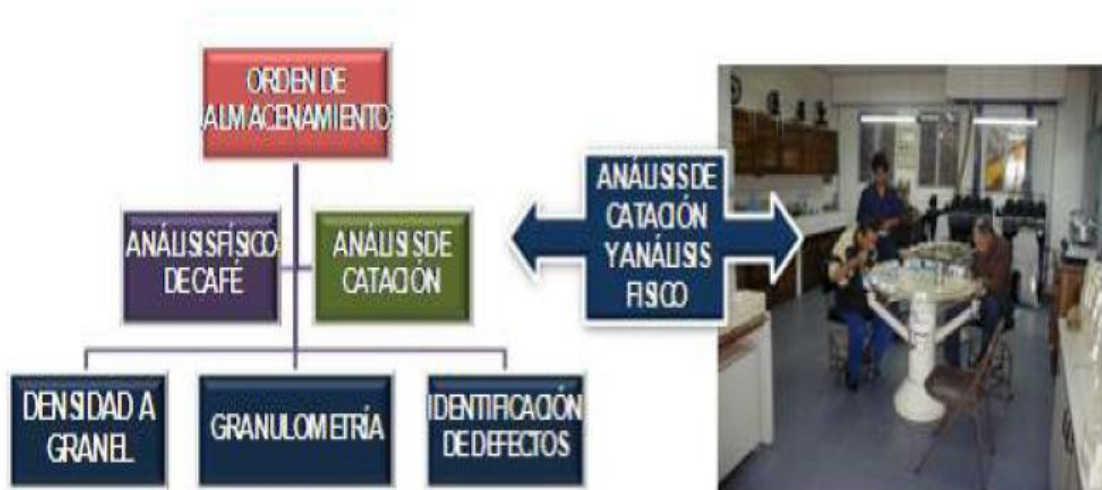 ORDEN DE
ALMACENAMIENTO
ANÁLISIS FÍSICO
DE CAFÉ
ANÁLISIS DE
CATACIÓN
DENSIDAD A
GRANEL
GRANULOMETRÍA
IDENTIFICACIÓN
DE DEFECTOS
ANÁLISIS DE
CATACIÓN
Y ANÁLISIS
FISICO